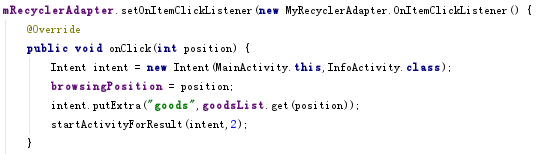 mRecyclerAdapter.setOnItemClickListener(new MyRecyclerAdapter.OnItemClickListener() {
@Override
public void onClick(int position) {
Intent intent = new Intent(MainActivity.this,InfoActivity.class);
browsingPosition = position;
intent.putExtra("goods",goodsList.get(position));
startActivityForResult(intent,2);
}